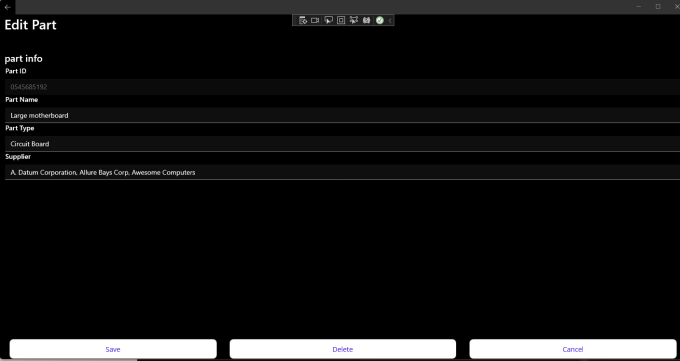 Edit Part
part info
Part ID
0545685192
Part Name
Large motherboard
Part Type
Circuit Board
Supplier
A. Datum Corporation, Allure Bays Corp, Awesome Computers
Save Delete Cancel